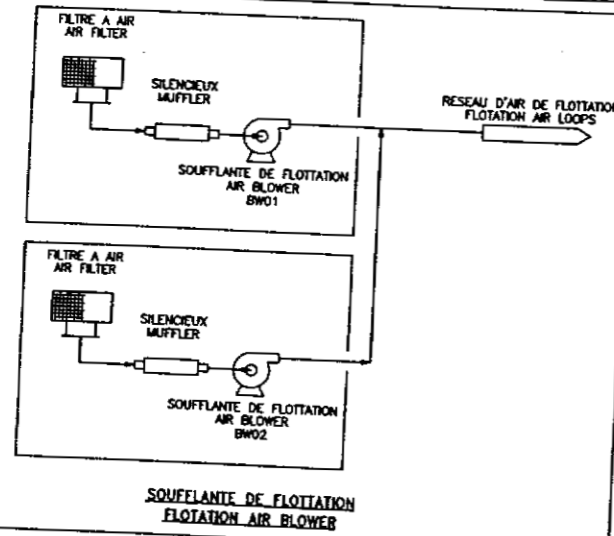 FILTRE A AIR
AIR FILTER
SILENCIEUX
MUFFLER
SOUFFLANTE DE FLOTTATION
AIR BLOWER
BW01
RESEAU D'AIR DE FLOTTATION
FLOTATION AIR LOOPS
FILTRE A AIR
AIR FILTER
SILENCIEUX
MUFFLER
SOUFFLANTE DE FLOTTATION
AIR BLOWER
BW02
SOUFFLANTE DE FLOTTATION
FLOTATION AIR BLOWER